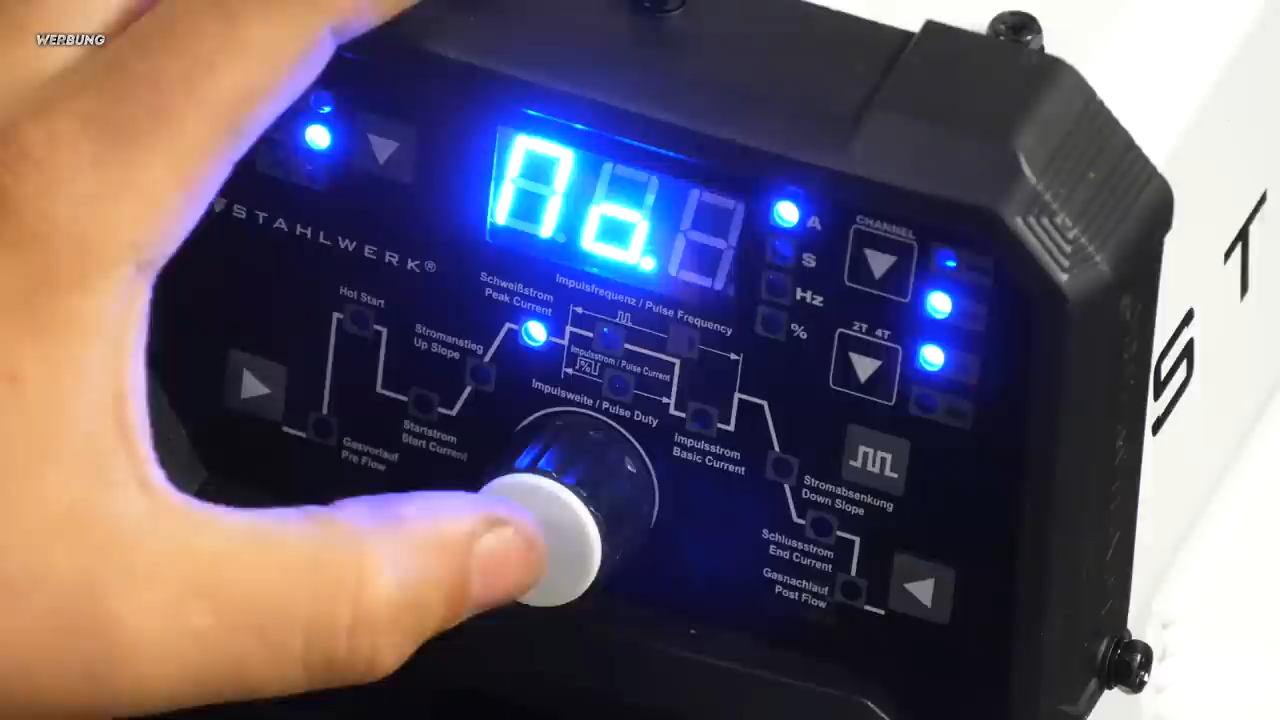 WERBUNG
No.
A
S
Hz
%
CHANNEL
2T 4T
STAHLWERK®
Impulsfrequenz / Pulse Frequency
Schweißstrom
Peak Current
Hot Start
Stromanstieg
Up Slope
Impulsstrom / Pulse Current
%
Impulsweite / Pulse Duty
Startstrom
Start Current
Gasvorlauf
Pre Flow
Impulsstrom
Basic Current
Stromabsenkung
Down Slope
Schlussstrom
End Current
Gasnachlauf
Post Flow
ST